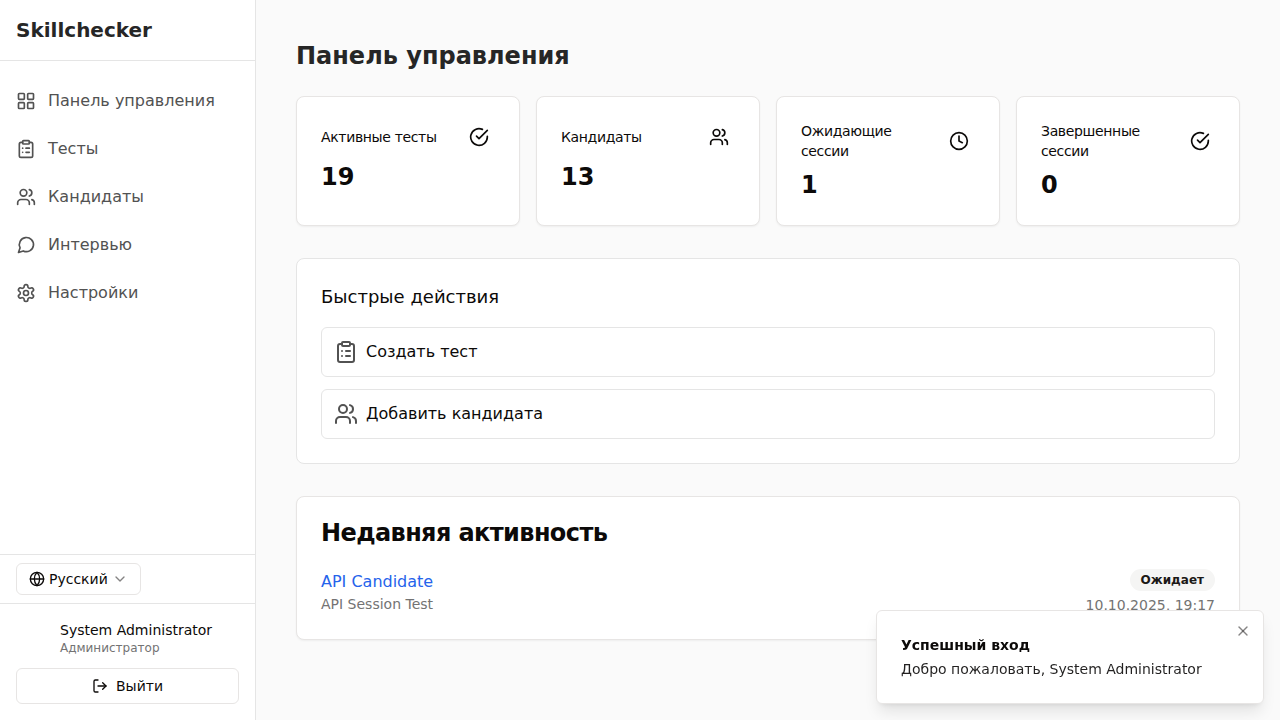 Skillchecker
Панель управления
Тесты
Кандидаты
Интервью
Настройки
Русский
System Administrator
Администратор
Выйти
Панель управления
Активные тесты
19
Кандидаты
13
Ожидающие
сессии
1
Завершенные
сессии
0
Быстрые действия
Создать тест
Добавить кандидата
Недавняя активность
API Candidate
Ожидает
API Session Test
10.10.2025, 19:17
Успешный вход
Добро пожаловать, System Administrator